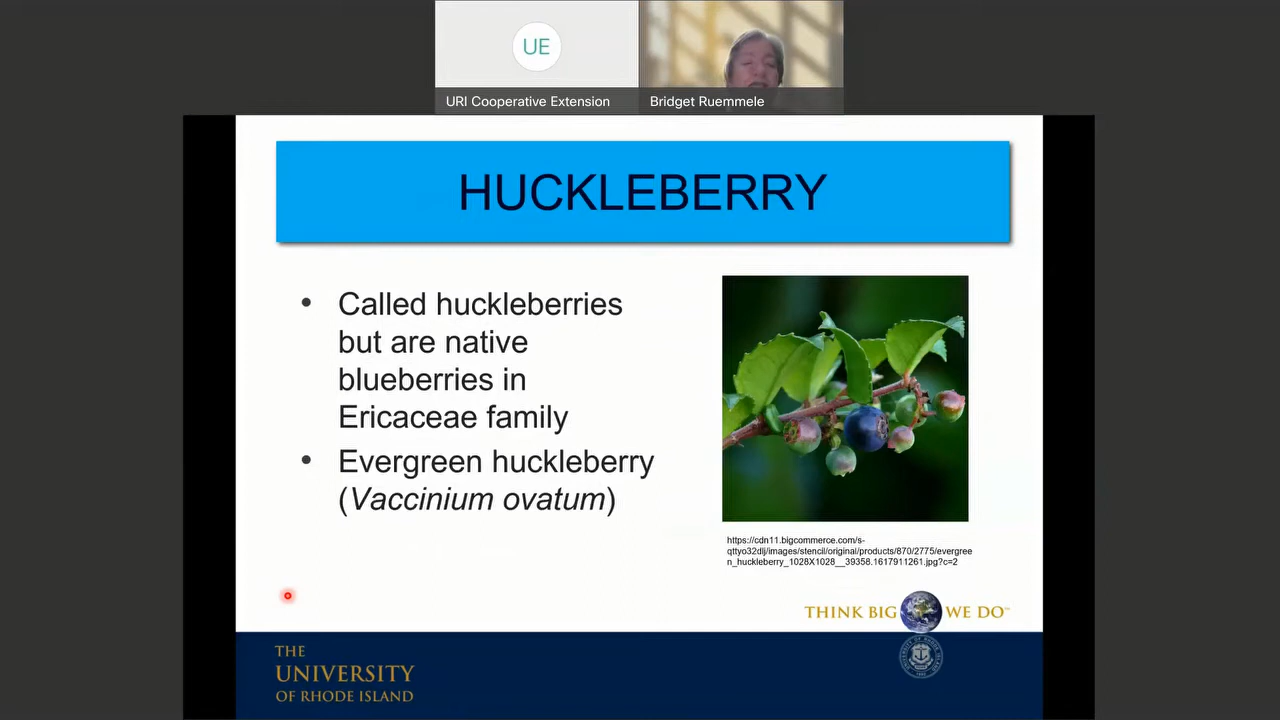 UE
URI Cooperative Extension
Bridget Ruemmele
HUCKLEBERRY
• Called huckleberries
but are native
blueberries in
Ericaceae family
• Evergreen huckleberry
(Vaccinium ovatum)
https://cdn11.bigcommerce.com/s-
qttyo32dlj/images/stencil/original/products/870/2775/evergree
n_huckleberry_1028X1028__39358.1617911261.jpg?c=2
THINK BIG WE DO™
THE
UNIVERSITY
OF RHODE ISLAND